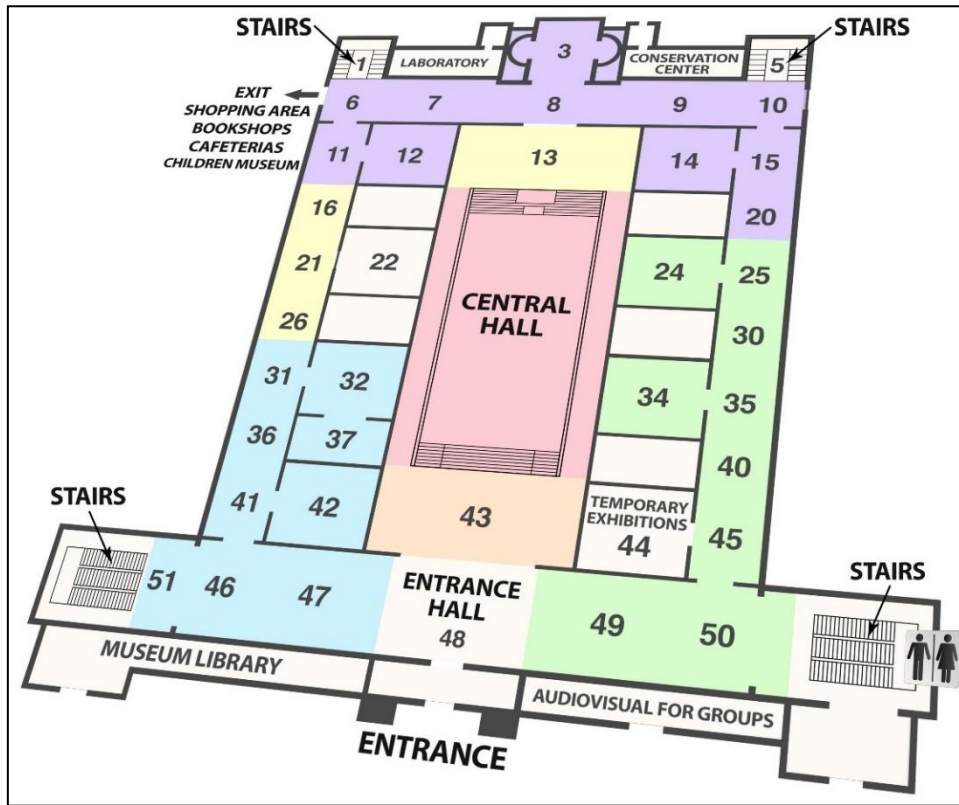 STAIRS
STAIRS
3
1
LABORATORY
CONSERVATION
CENTER
5
EXIT
SHOPPING AREA
BOOKSHOPS
CAFETERIAS
CHILDREN MUSEUM
6
7
8
9
10
11
12
13
14
15
16
20
21
22
24
25
CENTRAL
HALL
26
30
31
32
34
35
36
37
40
STAIRS
41
42
43
TEMPORARY
EXHIBITIONS
44
45
STAIRS
51
46
47
ENTRANCE
HALL
48
49
50
MUSEUM LIBRARY
AUDIOVISUAL FOR GROUPS
ENTRANCE